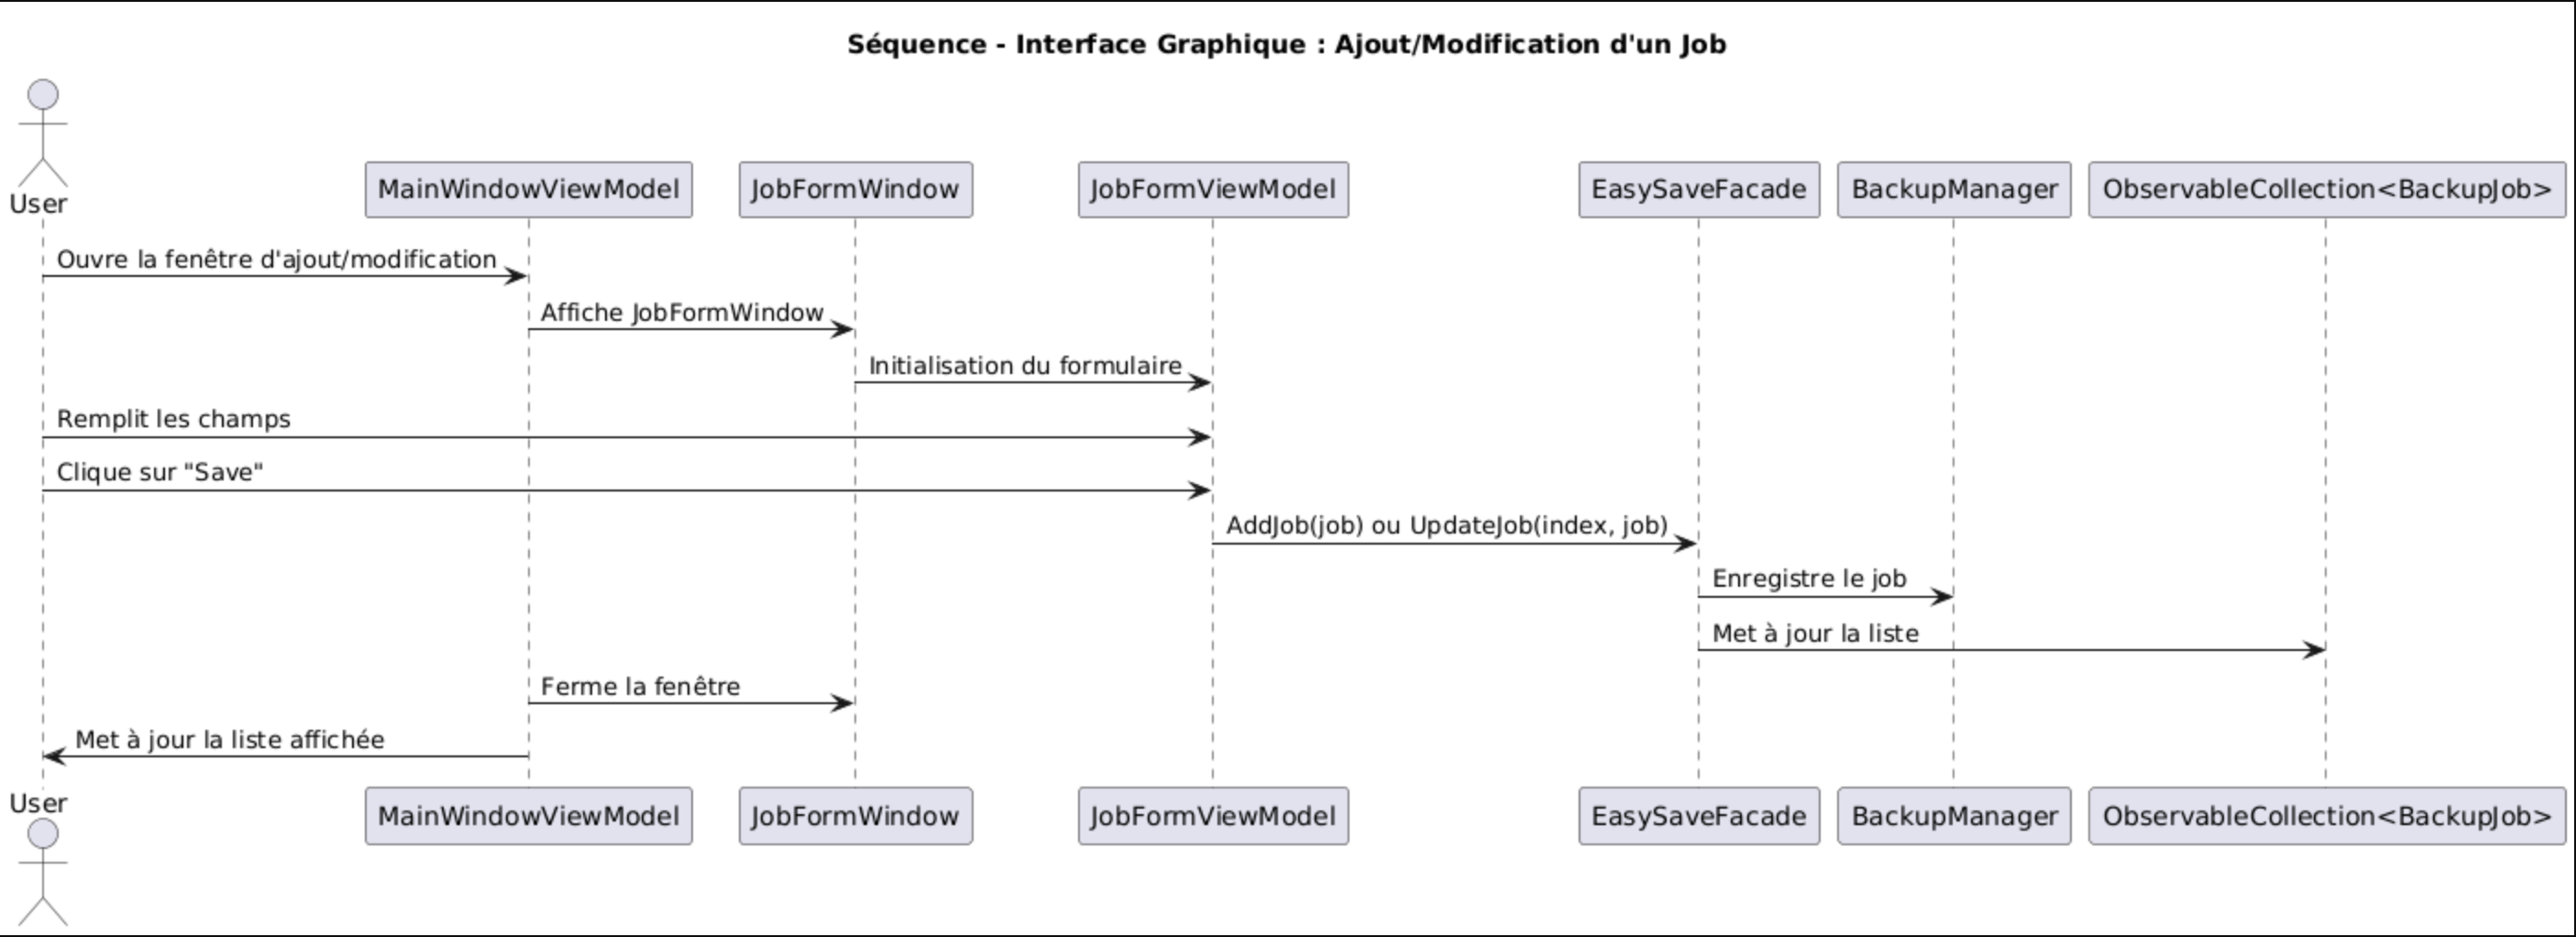 Séquence - Interface Graphique : Ajout/Modification d'un Job
User
MainWindowViewModel
JobFormWindow
JobFormViewModel
EasySaveFacade
BackupManager
ObservableCollection<BackupJob>
Ouvre la fenêtre d'ajout/modification
Affiche JobFormWindow
Initialisation du formulaire
Remplit les champs
Clique sur "Save"
AddJob(job) ou UpdateJob(index, job)
Enregistre le job
Met à jour la liste
Ferme la fenêtre
Met à jour la liste affichée
User
MainWindowViewModel
JobFormWindow
JobFormViewModel
EasySaveFacade
BackupManager
ObservableCollection<BackupJob>